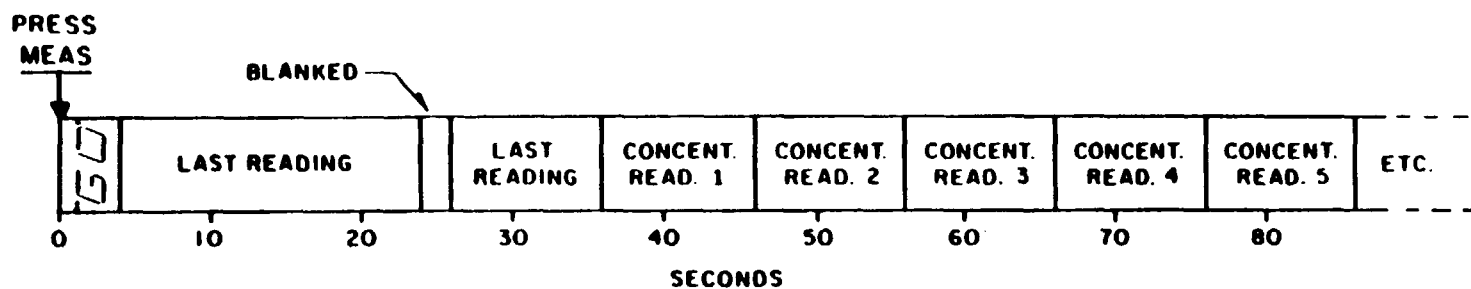 PRESS
MEAS
BLANKED
GO
LAST READING
LAST
READING
CONCENT.
READ. 1
CONCENT.
READ. 2
CONCENT.
READ. 3
CONCENT.
READ. 4
CONCENT.
READ. 5
ETC.
0 10 20 30 40 50 60 70 80
SECONDS